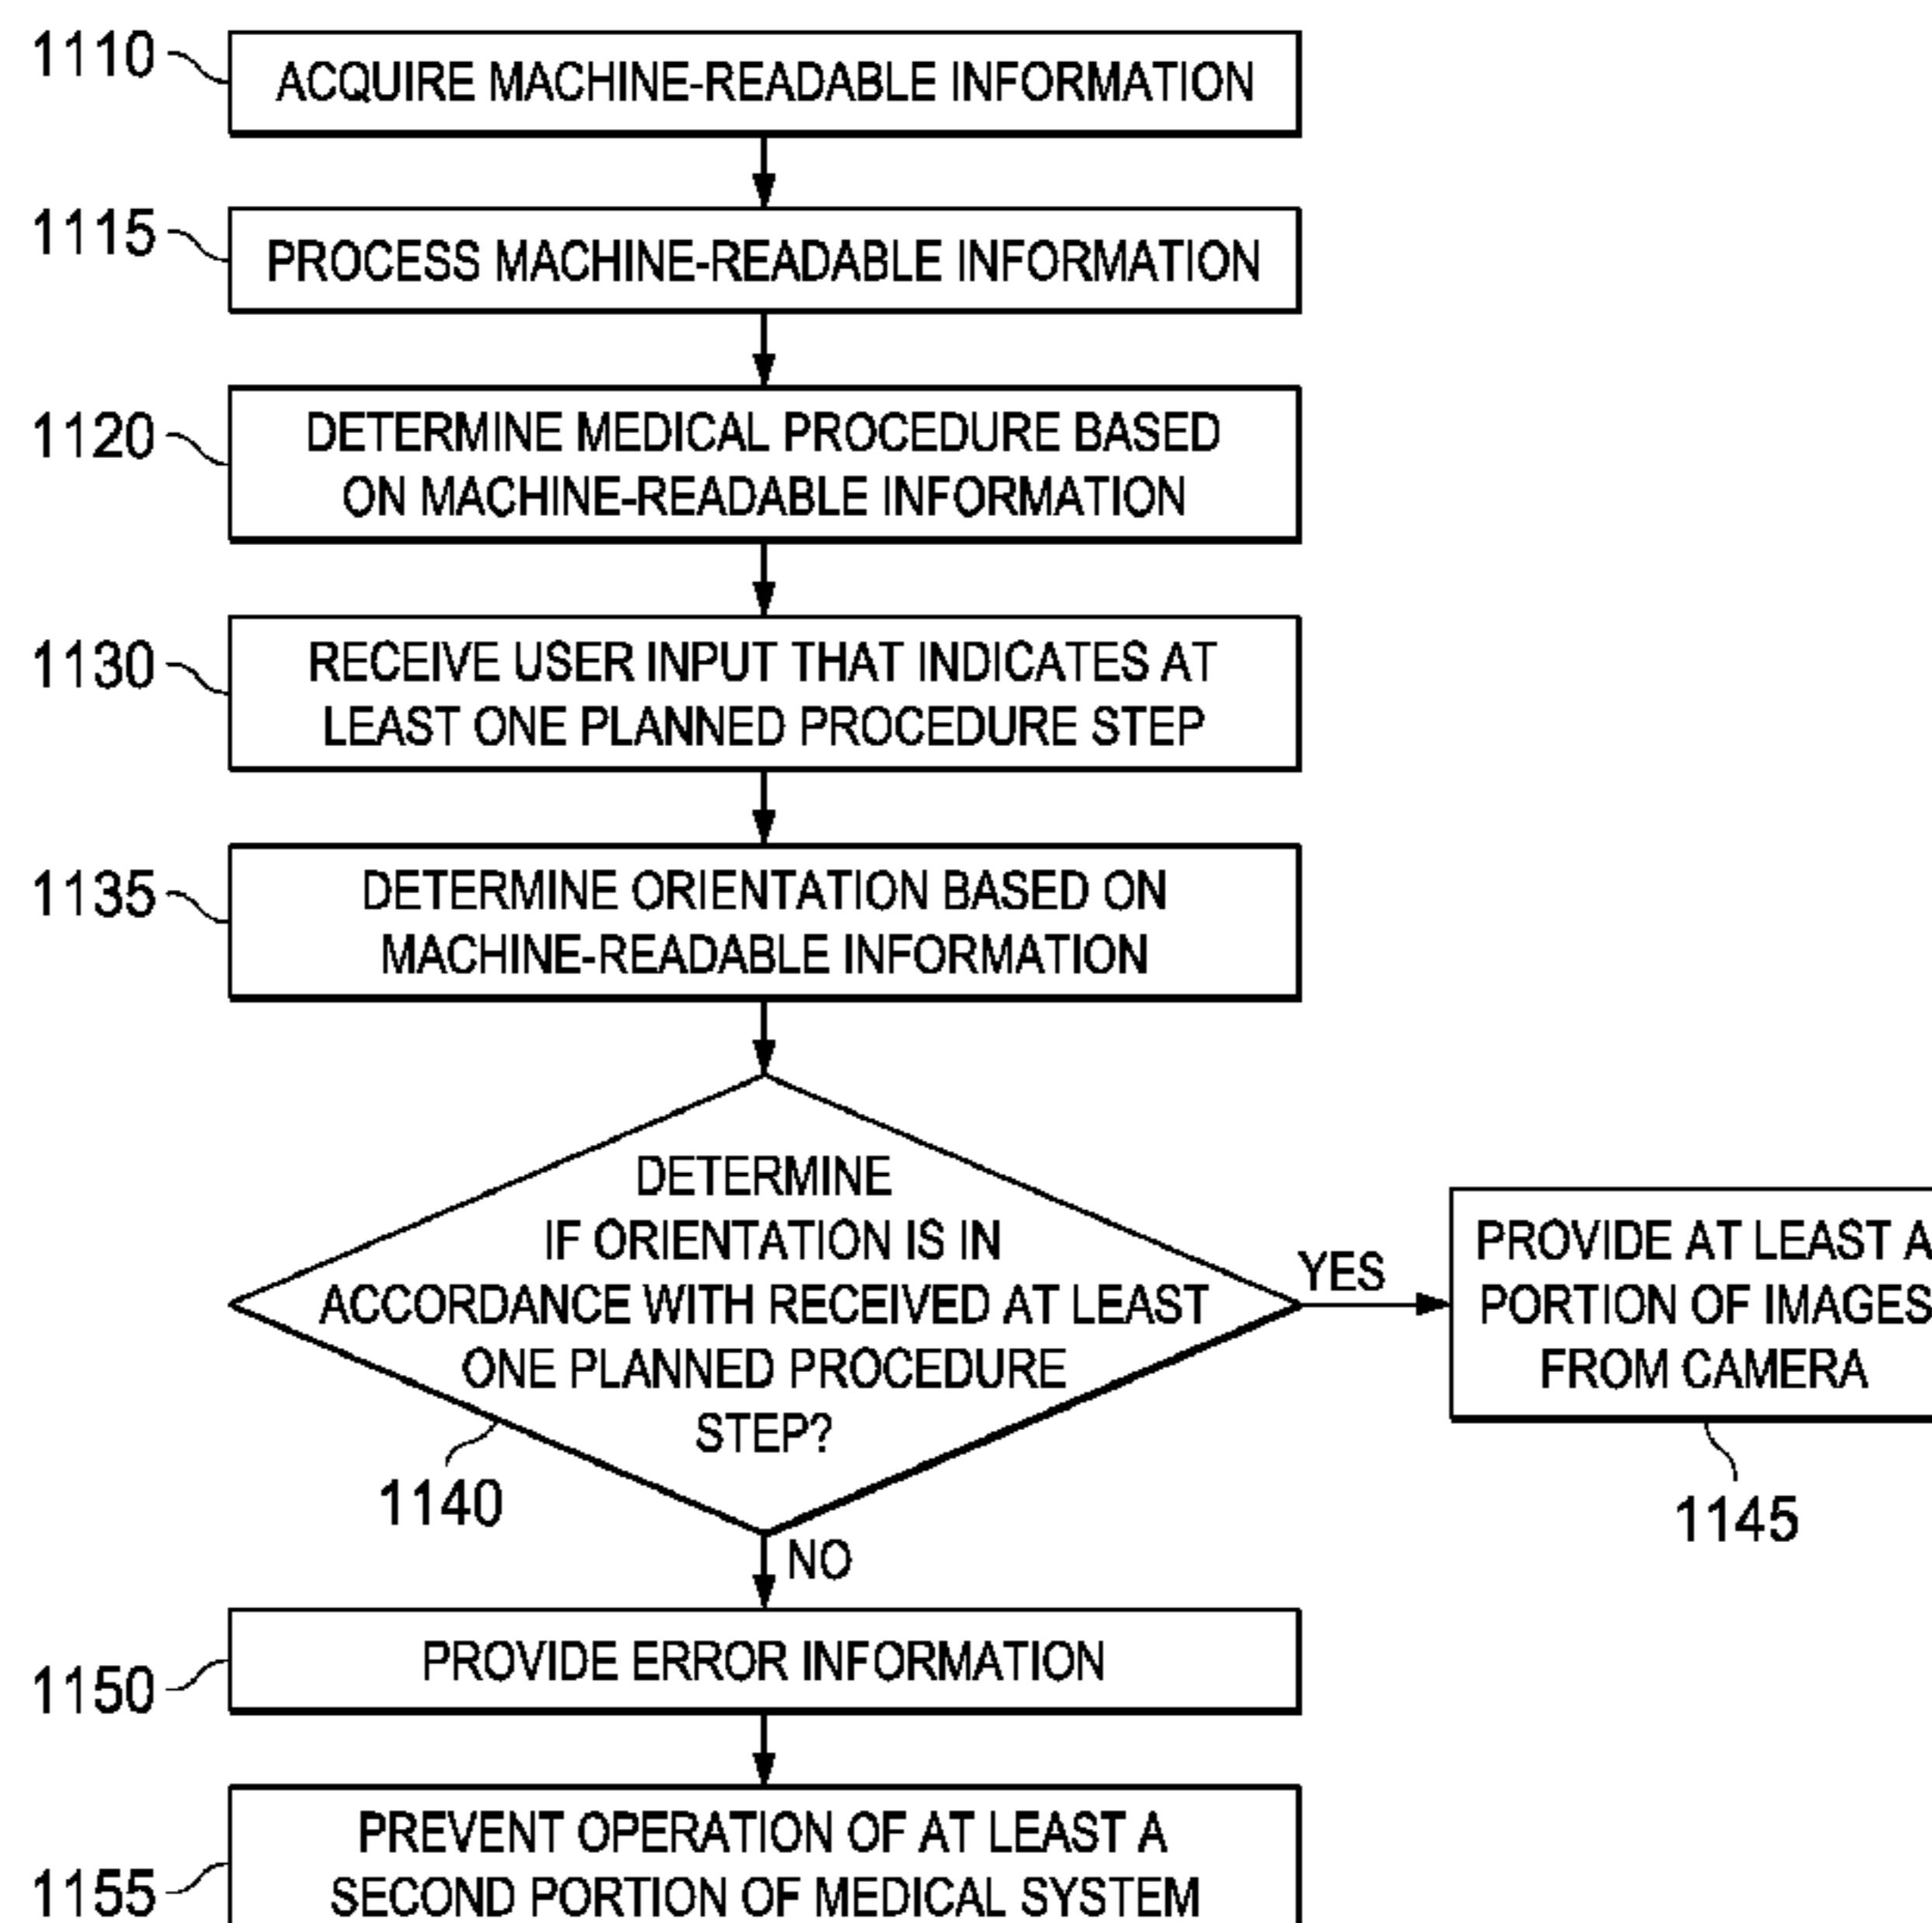 1110
ACQUIRE MACHINE-READABLE INFORMATION
1115
PROCESS MACHINE-READABLE INFORMATION
1120
DETERMINE MEDICAL PROCEDURE BASED
ON MACHINE-READABLE INFORMATION
1130
RECEIVE USER INPUT THAT INDICATES AT
LEAST ONE PLANNED PROCEDURE STEP
1135
DETERMINE ORIENTATION BASED ON
MACHINE-READABLE INFORMATION
DETERMINE
IF ORIENTATION IS IN
ACCORDANCE WITH RECEIVED AT LEAST
ONE PLANNED PROCEDURE
STEP?
1140
YES
PROVIDE AT LEAST A
PORTION OF IMAGES
FROM CAMERA
1145
NO
1150
PROVIDE ERROR INFORMATION
1155
PREVENT OPERATION OF AT LEAST A
SECOND PORTION OF MEDICAL SYSTEM